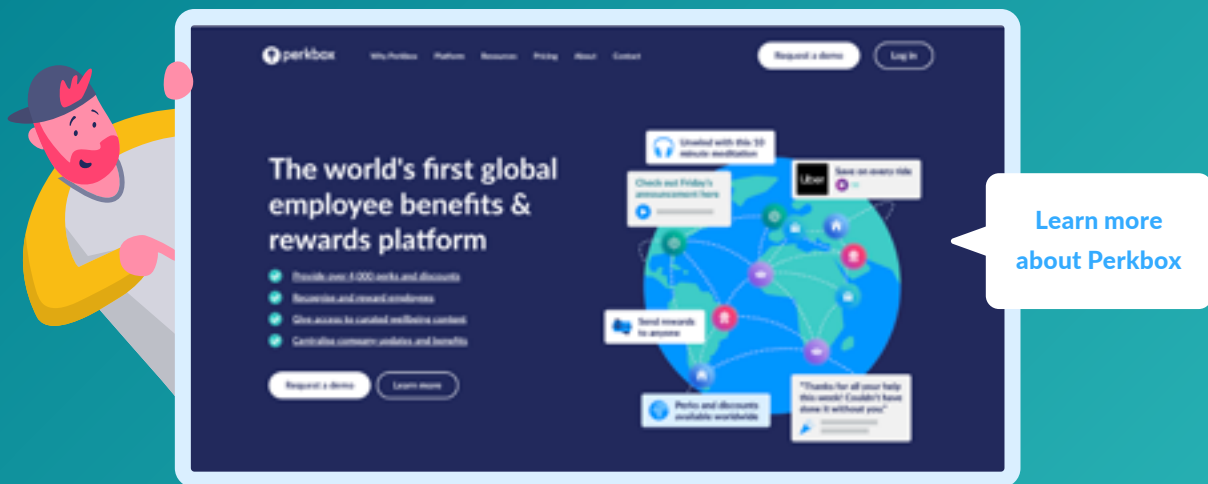 perkbox
Why Perkbox
Platform
Resources
Pricing
About
Contact
Request a demo
Log in
The world's first global
employee benefits &
rewards platform
Provide over 4,000 perks and discounts
Recognise and reward employees
Give access to curated wellbeing content
Centralise company updates and benefits
Request a demo
Learn more
Unwind with this 10
minute meditation
Check out Friday's
announcement here
Uber
Save on every ride
Send rewards
to anyone
Perks and discounts
available worldwide
"Thanks for all your help
this week! Couldn't have
done it without you."
Learn more
about Perkbox